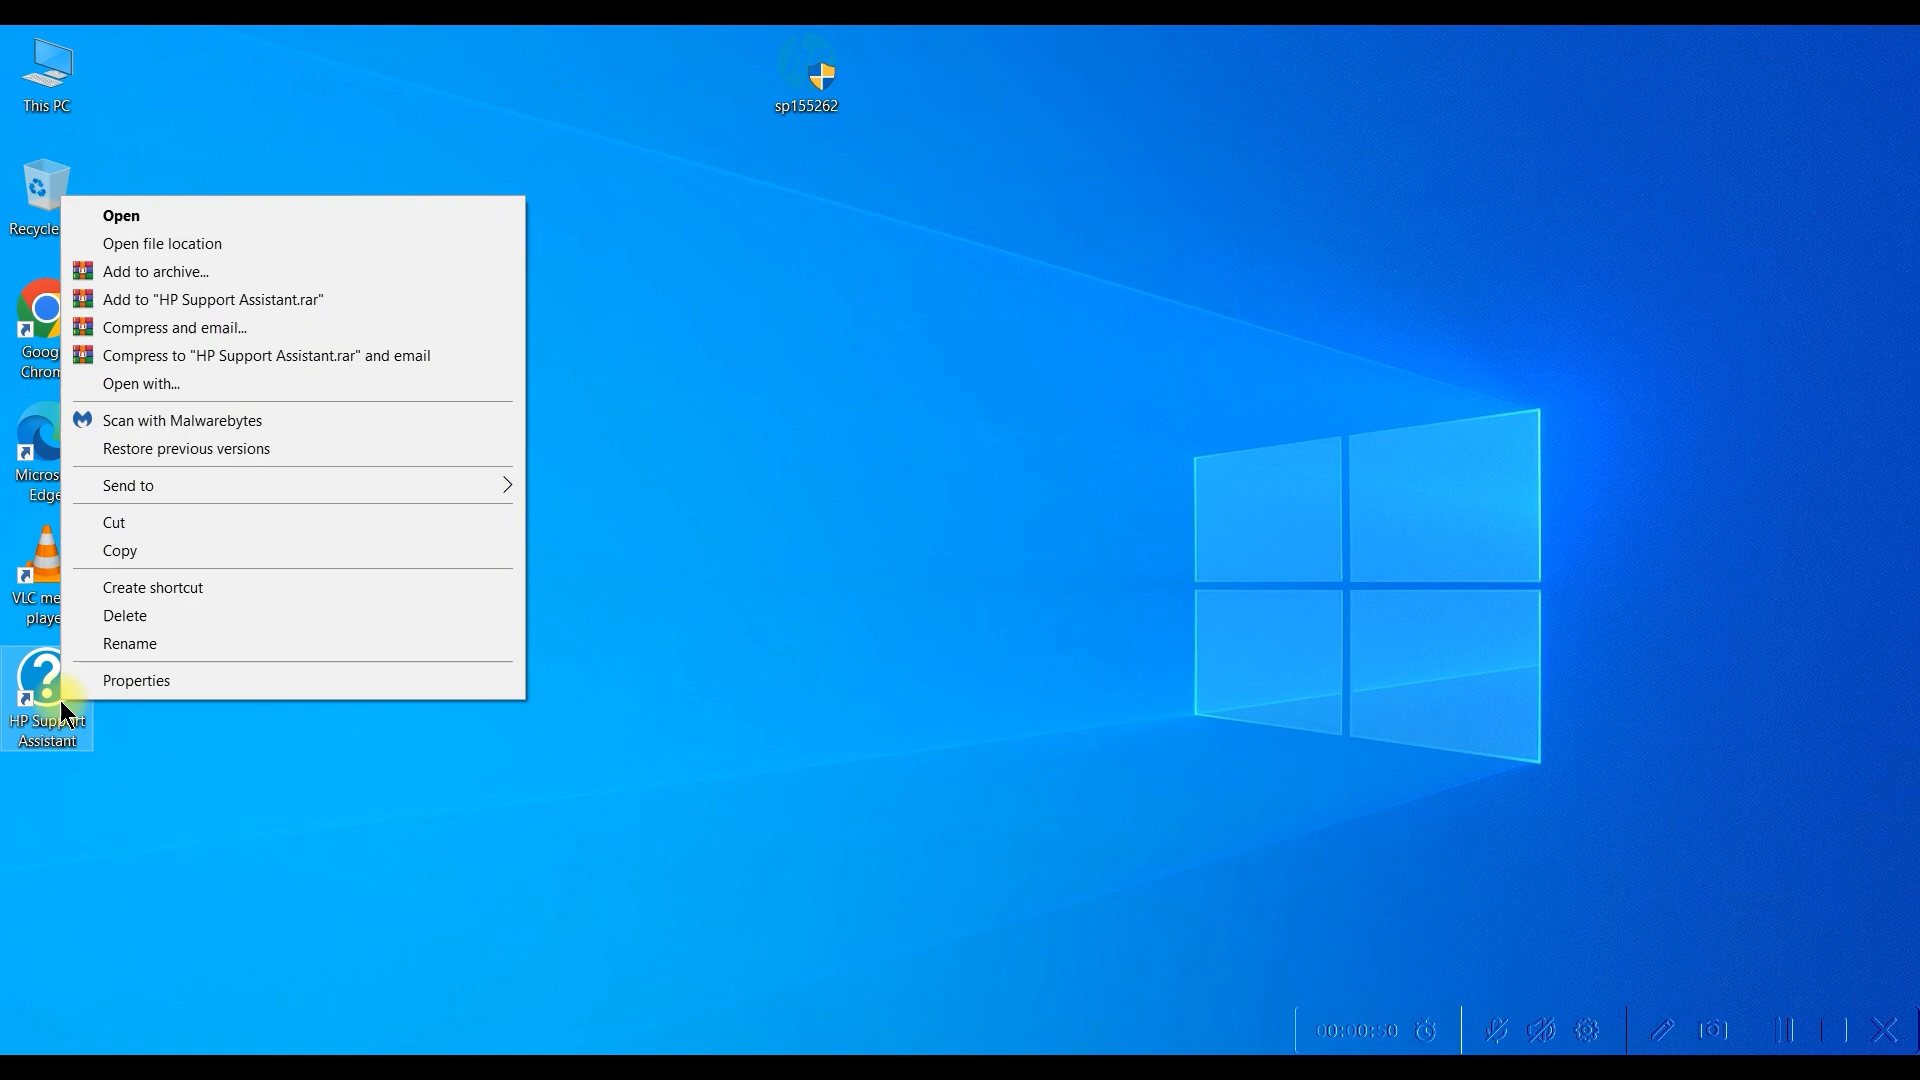 This PC
sp155262
Recycle
Goog
Chrom
Micros
Edge
VLC me
playe
HP Support
Assistant
Open
Open file location
Add to archive...
Add to "HP Support Assistant.rar"
Compress and email...
Compress to "HP Support Assistant.rar" and email
Open with...
Scan with Malwarebytes
Restore previous versions
Send to
Cut
Copy
Create shortcut
Delete
Rename
Properties
00:00:50